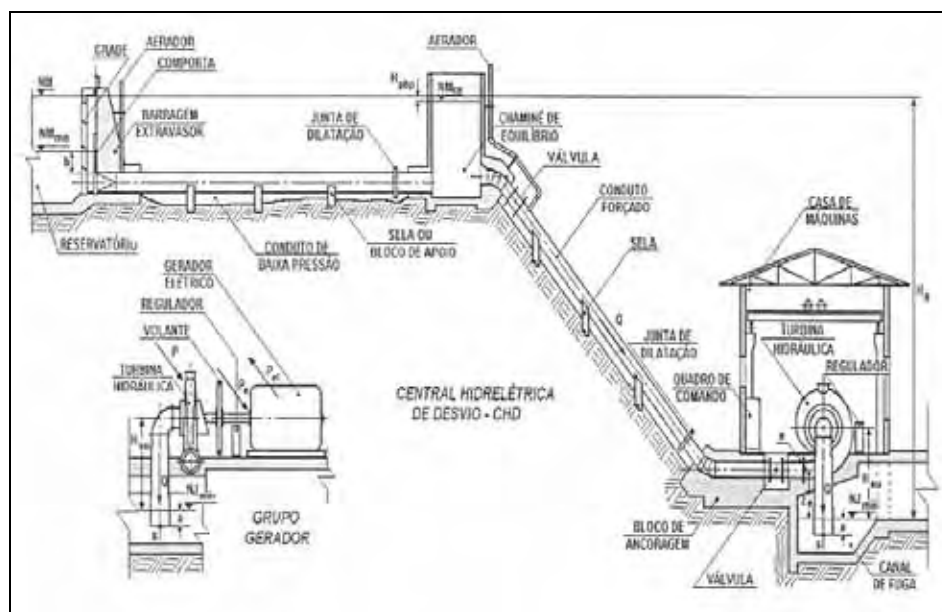 AERADOR
GRADE
COMPORTA
NM
BARRAGEM
EXTRAVASOR
NM
RESERVATÓRIO
JUNTA DE
DILATAÇÃO
CONDUTO DE
BAIXA PRESSÃO
SELA OU
BLOCO DE APOIO
AERADOR
NM
CHAMINÉ DE
EQUILÍBRIO
VÁLVULA
CONDUTO
FORÇADO
SELA
Q
JUNTA DE
DILATAÇÃO
CASA DE
MÁQUINAS
TURBINA
HIDRÁULICA
REGULADOR
QUADRO DE
COMANDO
BLOCO DE
ANCORAGEM
VÁLVULA
CANAL
DE FUGA
GERADOR
ELÉTRICO
REGULADOR
VOLANTE
P
TURBINA
HIDRÁULICA
Q
GRUPO
GERADOR
CENTRAL HIDRELÉTRICA
DE DESVIO - CHD